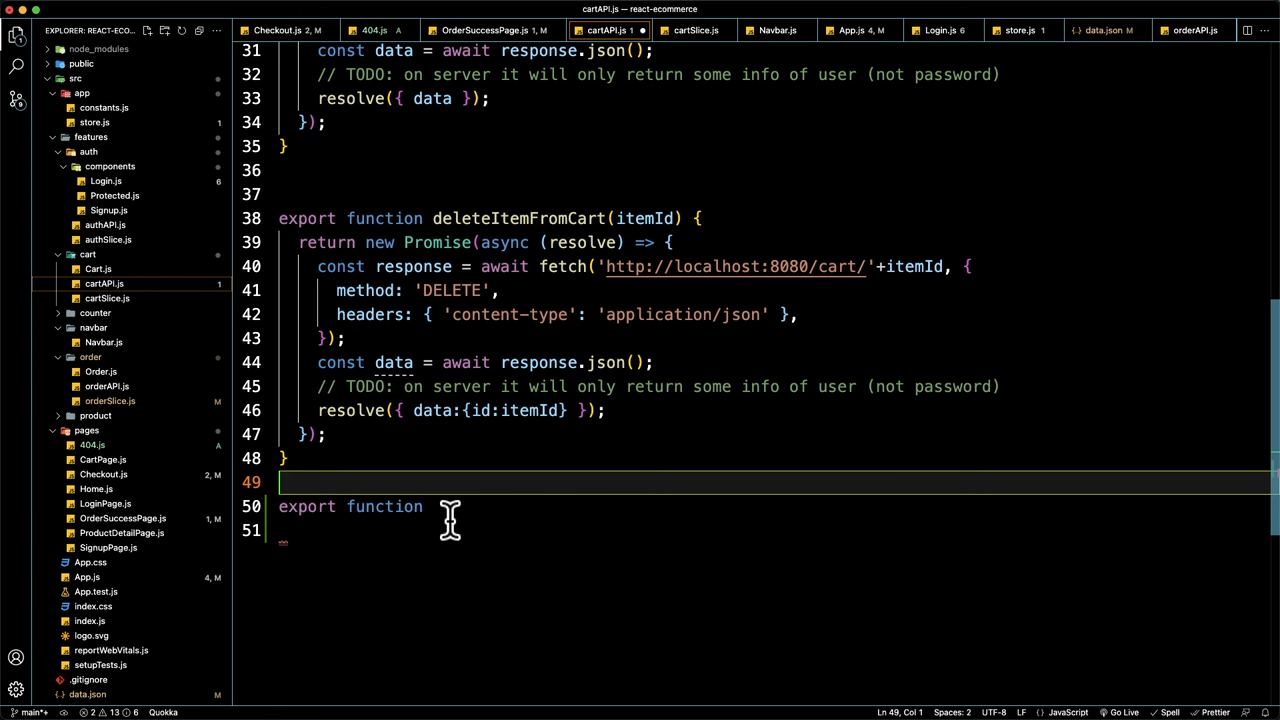 cartAPI.js — react-ecommerce
EXPLORER: REACT-ECO...
Checkout.js 2, M
404.js A
OrderSuccessPage.js 1, M
cartAPI.js 1
cartSlice.js
Navbar.js
App.js 4, M
Login.js 6
store.js 1
data.json M
orderAPI.js
node_modules
public
src
app
constants.js
store.js 1
features
auth
components
Login.js 6
Protected.js
Signup.js
authAPI.js
authSlice.js
cart
Cart.js
cartAPI.js 1
cartSlice.js
counter
navbar
Navbar.js
order
Order.js
orderAPI.js
orderSlice.js M
product
pages
404.js A
CartPage.js
Checkout.js 2, M
Home.js
LoginPage.js
OrderSuccessPage.js 1, M
ProductDetailPage.js
SignupPage.js
App.css
App.js 4, M
App.test.js
index.css
index.js
logo.svg
reportWebVitals.js
setupTests.js
.gitignore
data.json M
31 const data = await response.json();
32 // TODO: on server it will only return some info of user (not password)
33 resolve({ data });
34 });
35 }
36
37
38 export function deleteItemFromCart(itemId) {
39 return new Promise(async (resolve) => {
40 const response = await fetch('http://localhost:8080/cart/'+itemId, {
41 method: 'DELETE',
42 headers: { 'content-type': 'application/json' },
43 });
44 const data = await response.json();
45 // TODO: on server it will only return some info of user (not password)
46 resolve({ data:{id:itemId} });
47 });
48 }
49
50 export function
51
main*+ 2 13 6 Quokka Ln 49, Col 1 Spaces: 2 UTF-8 LF {} JavaScript Go Live Spell Prettier